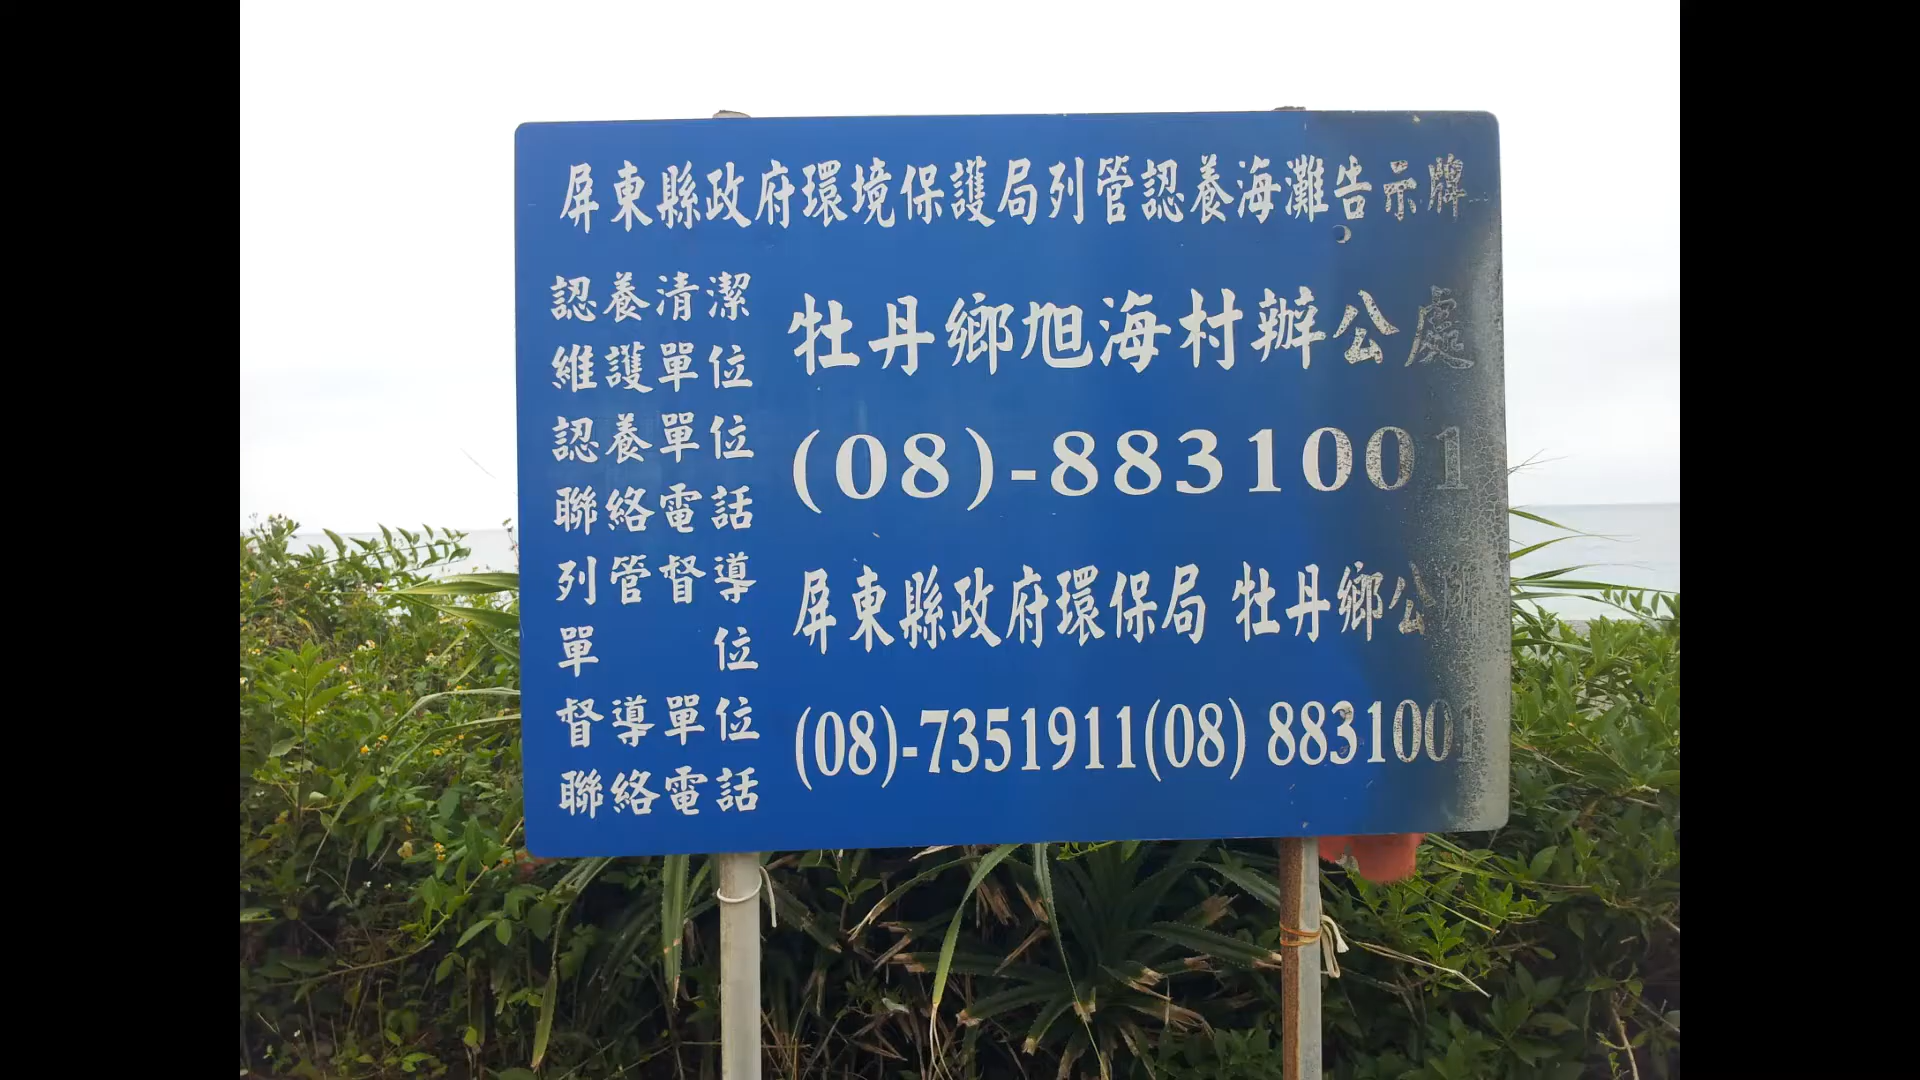 屏東縣政府環境保護局列管認養海灘告示牌
認養清潔
維護單位
牡丹鄉旭海村辦公處
認養單位
聯絡電話
(08)-8831001
列管督導
單位
屏東縣政府環保局 牡丹鄉公所
督導單位
聯絡電話
(08)-7351911(08) 8831001